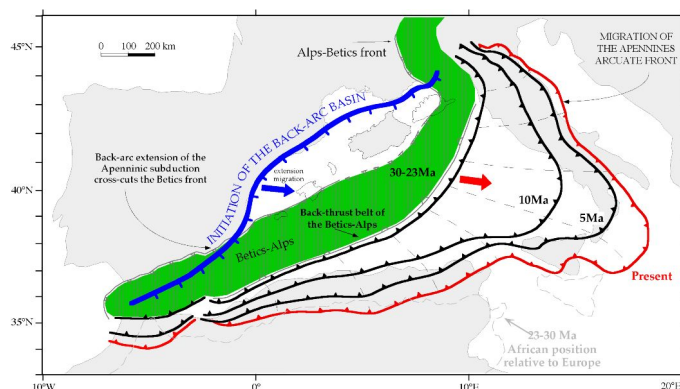 45°N
0 100 200 km
Alps-Betics front
MIGRATION OF
THE APENNINES
ARCUATE FRONT
INITIATION OF THE BACK-ARC BASIN
Back-arc extension of the
Apenninic subduction
cross-cuts the Betics front
extension
migration
30-23Ma
40°N
10Ma
5Ma
Back-thrust belt of
the Betics-Alps
Betics-Alps
Present
35°N
23-30 Ma
African position
relative to Europe
10°W
0°
10°E
20°E